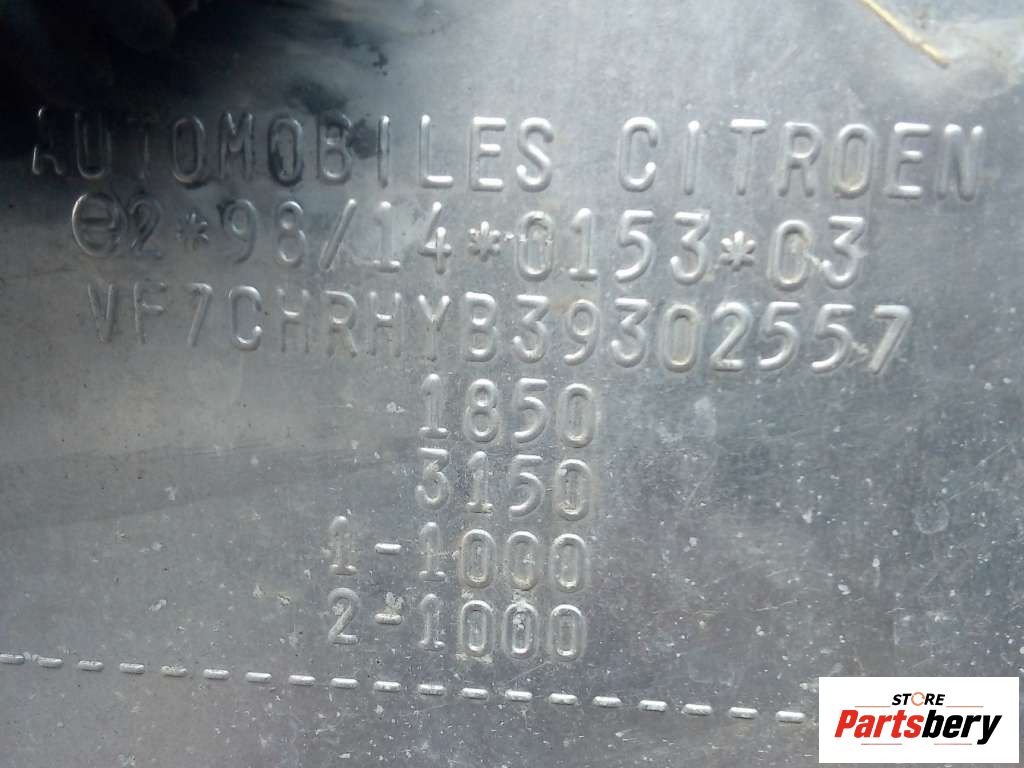 AUTOMOBILES CITROEN
e2*98/14*0153*03
VF7CHRHYB39302557
1850
3150
1-1000
2-1000
STORE
Partsbery